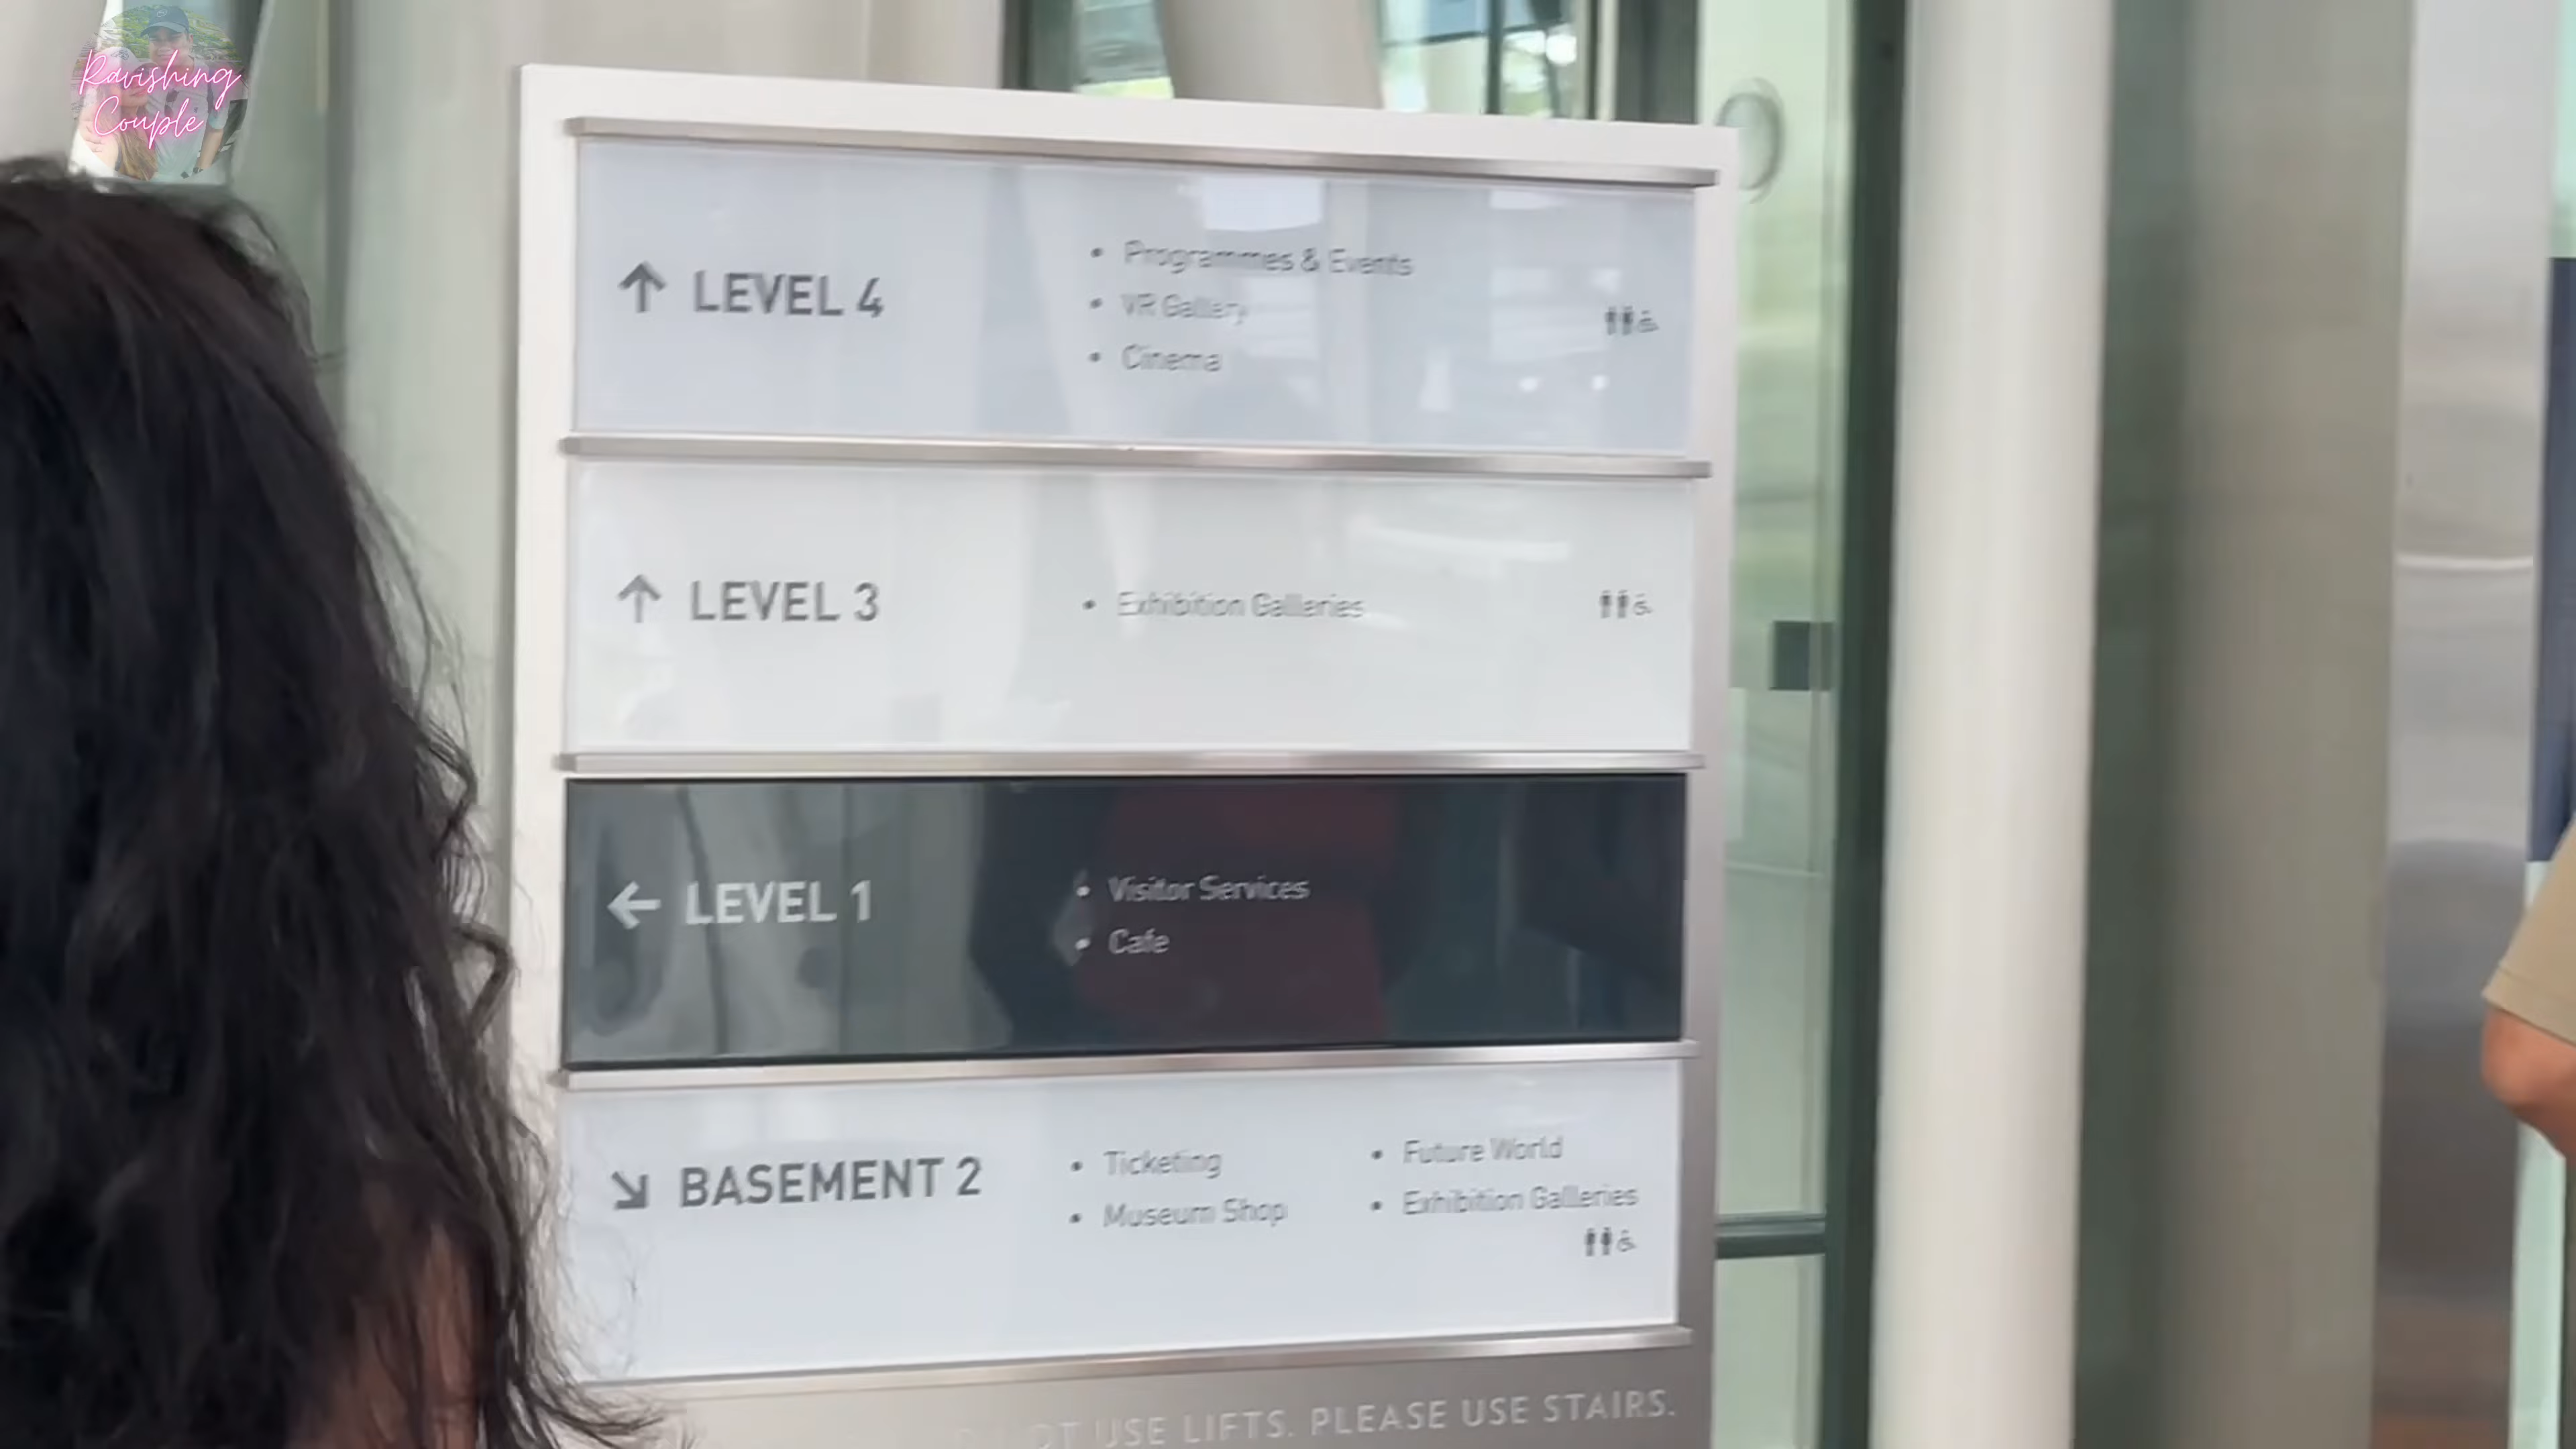 Ravishing
Couple
↑ LEVEL 4
• Programmes & Events
• VR Gallery
• Cinema
↑ LEVEL 3
• Exhibition Galleries
← LEVEL 1
• Visitor Services
• Cafe
↘ BASEMENT 2
• Ticketing
• Museum Shop
• Future World
• Exhibition Galleries
USE LIFTS. PLEASE USE STAIRS.